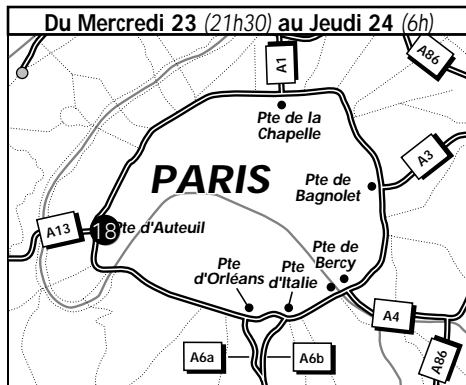 Du Mercredi 23 (21h30) au Jeudi 24 (6h)
A86
A1
Pte de la
Chapelle
A3
PARIS
Pte de
Bagnolet
A13
18
Pte d'Auteuil
Pte de
Bercy
Pte
d'Orléans
Pte
d'Italie
A4
A6a
A6b
A86